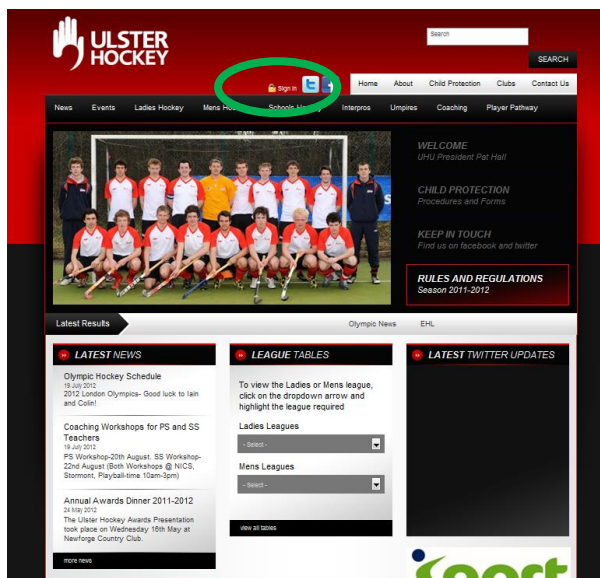 ULSTER
HOCKEY
Search
SEARCH
Sign In
Home About Child Protection Clubs Contact Us
News Events Ladies Hockey Mens Schools Interpros Umpires Coaching Player Pathway
WELCOME
UHU President Pat Hall
CHILD PROTECTION
Procedures and Forms
KEEP IN TOUCH
Find us on facebook and twitter
RULES AND REGULATIONS
Season 2011-2012
Latest Results Olympic News EHL
LATEST NEWS
Olympic Hockey Schedule
19 July 2012
2012 London Olympics- Good luck to Iain
and Colin!
Coaching Workshops for PS and SS
Teachers
19 July 2012
PS Workshop-20th August. SS Workshop-
22nd August (Both Workshops @ NICS,
Stormont, Playball-time 10am-3pm)
Annual Awards Dinner 2011-2012
24 May 2012
The Ulster Hockey Awards Presentation
took place on Wednesday 16th May at
Newforge Country Club.
more news
LEAGUE TABLES
To view the Ladies or Mens league,
click on the dropdown arrow and
highlight the league required
Ladies Leagues
- Select -
Mens Leagues
- Select -
view all tables
LATEST TWITTER UPDATES